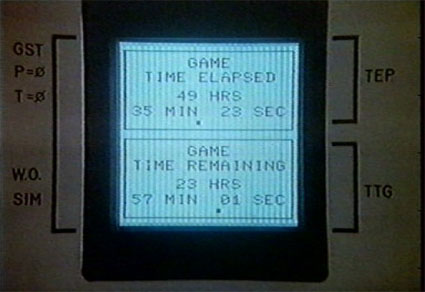 GST
P=Ø
T=Ø
W.O.
SIM
GAME
TIME ELAPSED
49 HRS
35 MIN 23 SEC
GAME
TIME REMAINING
23 HRS
57 MIN 01 SEC
TEP
TTG